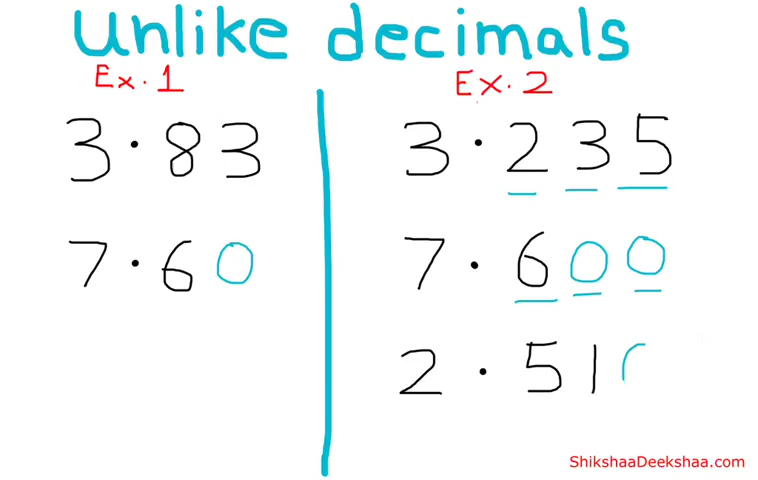 Unlike decimals
Ex. 1
3.83
7.60
Ex. 2
3.235
7.600
2.51
ShikshaaDeekshaa.com